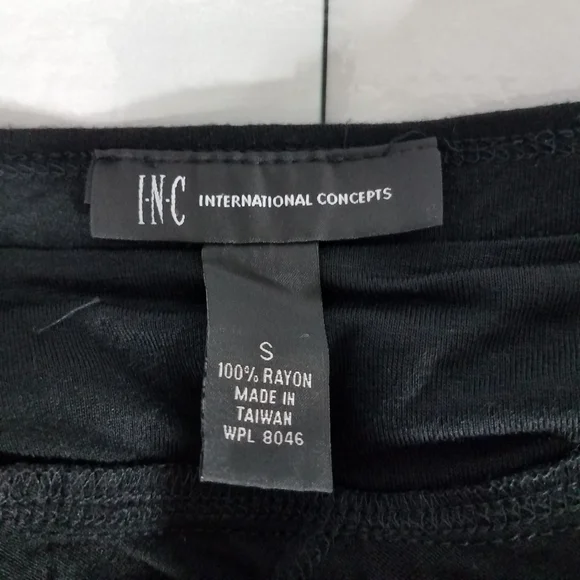 I·N·C INTERNATIONAL CONCEPTS
S
100% RAYON
MADE IN
TAIWAN
WPL 8046